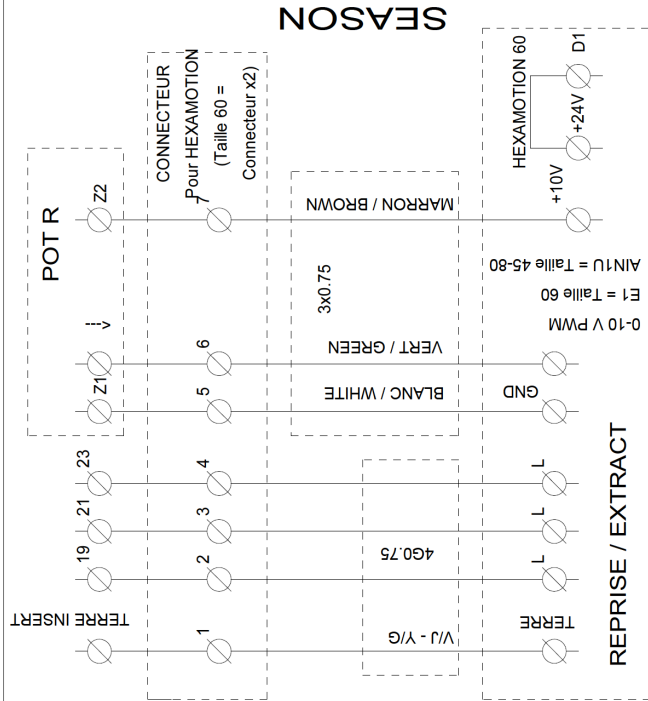 SEASON
POT R
Z2
--->
Z1
23
21
19
TERRE INSERT
CONNECTEUR
Pour HEXAMOTION
(Taille 60 =
Connecteur x2)
7
6
5
4
3
2
1
MARRON / BROWN
3x0.75
VERT / GREEN
BLANC / WHITE
4G0.75
V/J - Y/G
HEXAMOTION 60
D1
+24V
+10V
AIN1U = Taille 45-80
E1 = Taille 60
0-10 V PWM
GND
L
L
L
TERRE
REPRISE / EXTRACT